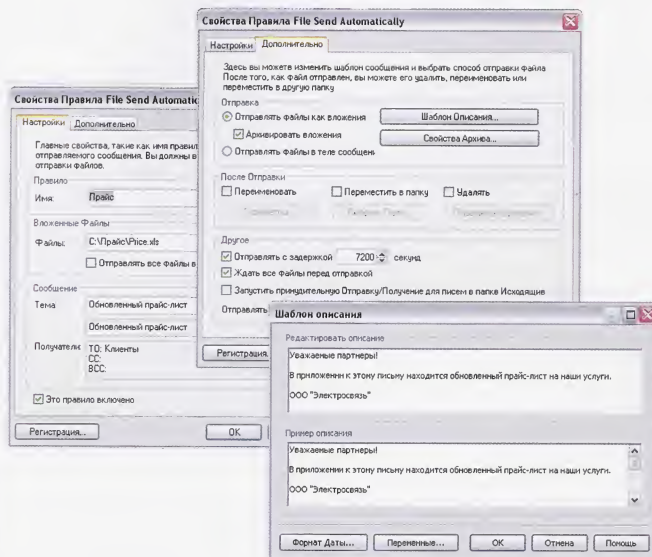 Свойства Правила File Send Automatically
Настройки Дополнительно
Здесь вы можете изменить шаблон сообщения и выбрать способ отправки файла
После того, как файл отправлен, вы можете его удалить, переименовать или
переместить в другую папку
Отправка
Отправлять файлы как вложения
Шаблон Описания...
Архивировать вложения
Свойства Архива...
Отправлять файлы в теле сообщени
После Отправки
Переименовать Переместить в папку Удалять
Другое
Отправлять с задержкой 7200 секунд
Ждать все файлы перед отправкой
Запустить принудительную Отправку/Получение для писем в папке Исходящие
Отправлять
Регистрация
Свойства Правила File Send Automatic
Настройки Дополнительно
Главные свойства, такие как имя правил
отправляемого сообщения. Вы должны в
отправки файлов.
Правило
Имя: Прайс
Вложенные Файлы
Файлы: C:\Прайс\Price.xls
Отправлять все файлы в
Сообщение
Тема Обновленный прайс-лист
Обновленный прайс-лист
Получатели: TO: Клиенты
CC:
BCC:
Это правило включено
Регистрация... OK
Шаблон описания
Редактировать описание
Уважаемые партнеры!
В приложении к этому письму находится обновленный прайс-лист на наши услуги.
ООО "Электросвязь"
Пример описания
Уважаемые партнеры!
В приложении к этому письму находится обновленный прайс-лист на наши услуги.
ООО "Электросвязь"
Формат Даты... Переменные... OK Отмена Помощь